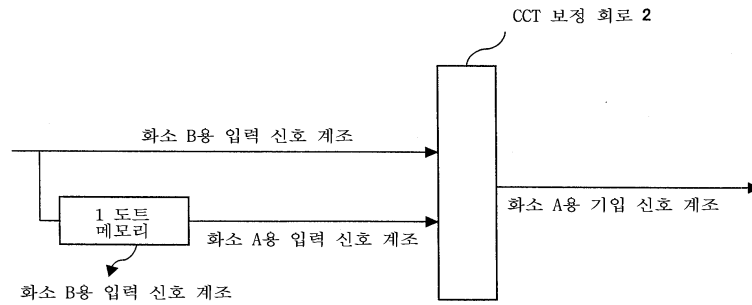 CCT 보정 회로 2
화소 B용 입력 신호 계조
1 도트
메모리
화소 A용 입력 신호 계조
화소 A용 기입 신호 계조
화소 B용 입력 신호 계조